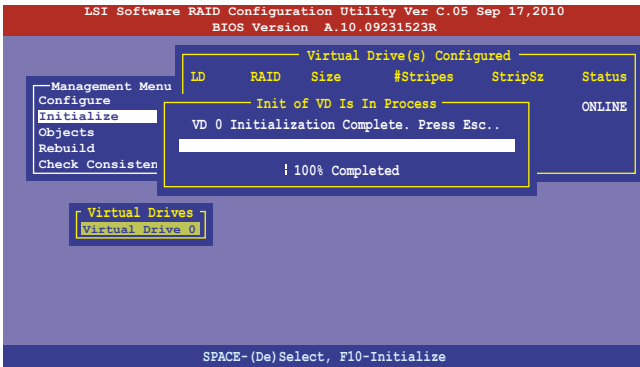 LSI Software RAID Configuration Utility Ver C.05 Sep 17,2010
BIOS Version A.10.09231523R
Virtual Drive(s) Configured
LD RAID Size #Stripes StripSz Status
ONLINE
Management Menu
Configure
Initialize
Objects
Rebuild
Check Consisten
Init of VD Is In Process
VD 0 Initialization Complete. Press Esc..
100% Completed
Virtual Drives
Virtual Drive 0
SPACE-(De)Select, F10-Initialize